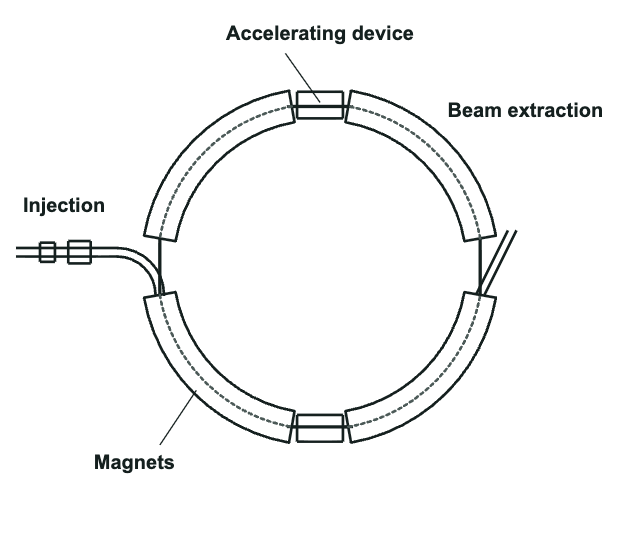 Accelerating device
Beam extraction
Injection
Magnets